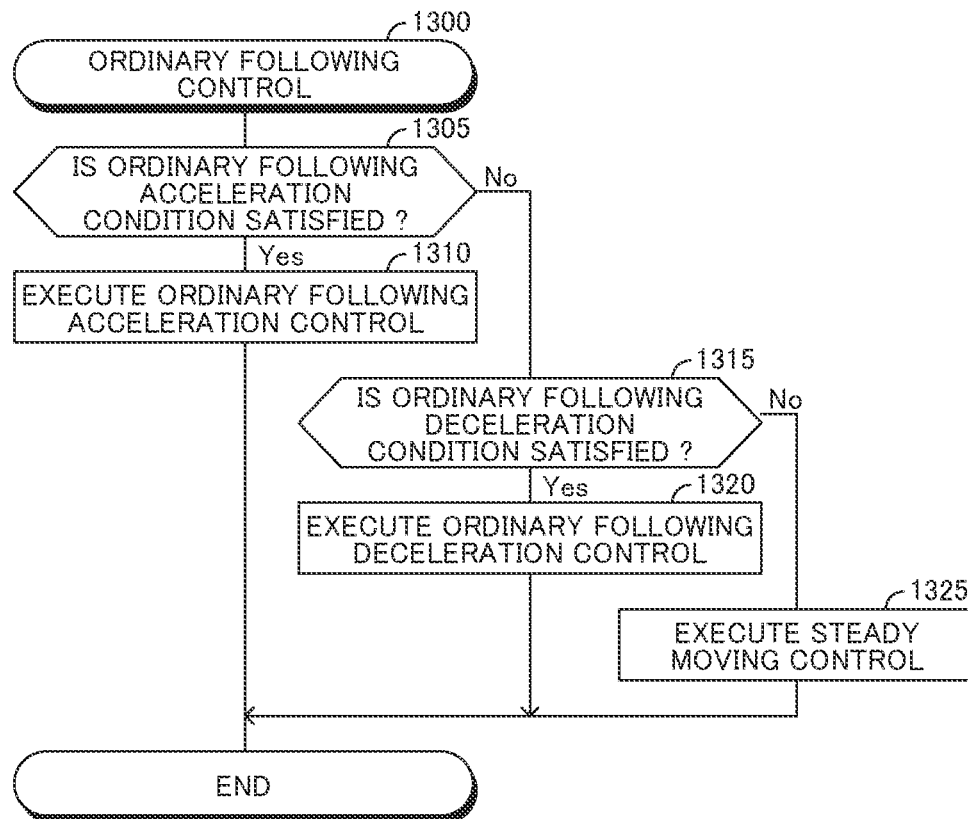 1300
ORDINARY FOLLOWING
CONTROL
1305
IS ORDINARY FOLLOWING
ACCELERATION
CONDITION SATISFIED ?
No
Yes
1310
EXECUTE ORDINARY FOLLOWING
ACCELERATION CONTROL
1315
IS ORDINARY FOLLOWING
DECELERATION
CONDITION SATISFIED ?
No
Yes
1320
EXECUTE ORDINARY FOLLOWING
DECELERATION CONTROL
1325
EXECUTE STEADY
MOVING CONTROL
END